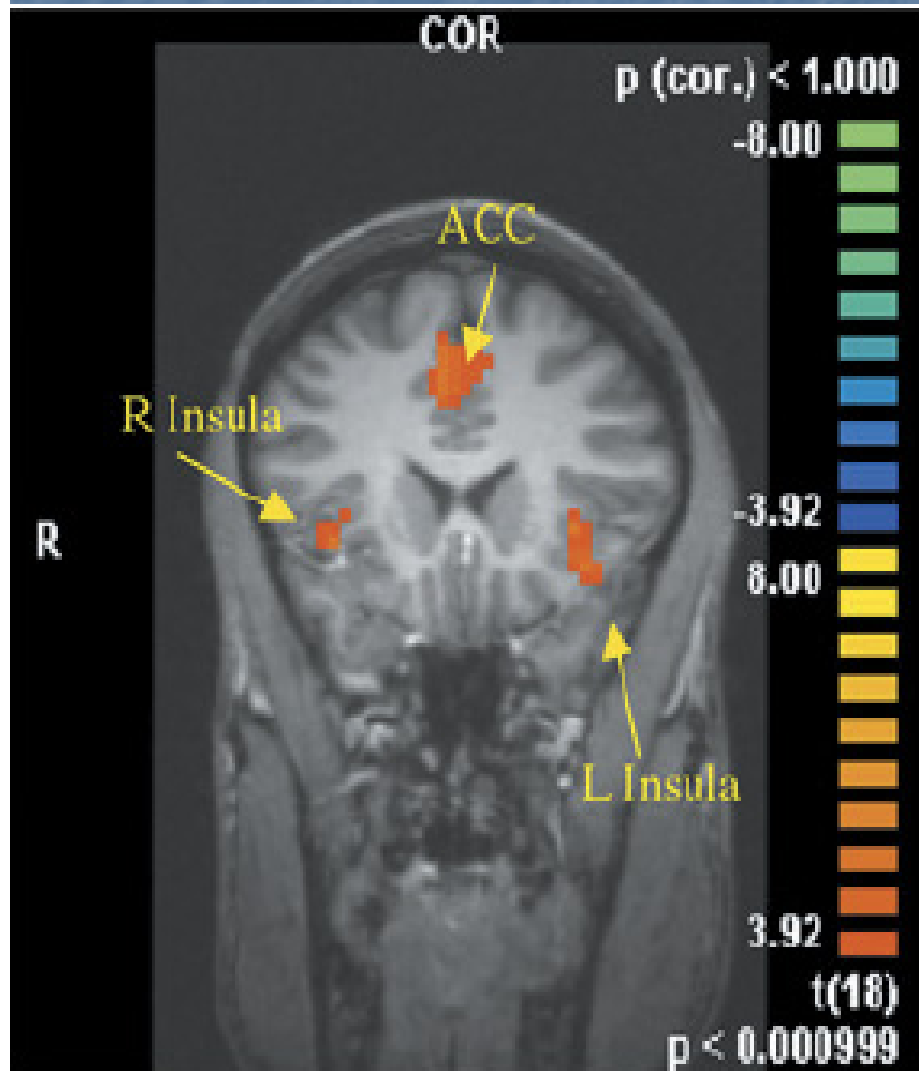 COR
p (cor.) < 1.000
-8.00
ACC
R Insula
R
-3.92
8.00
L Insula
3.92
t(18)
p < 0.000999